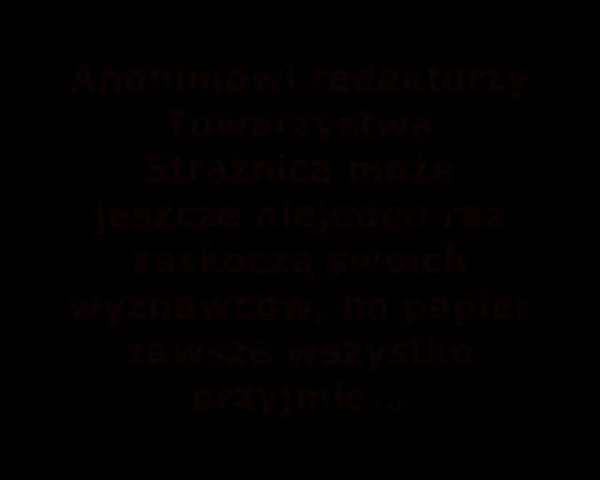 Anonimowi redaktorzy
Towarzystwa
Strażnica może
jeszcze niejeden raz
zaskoczą swoich
wyznawców, bo papier
zawsze wszystko
przyjmie...